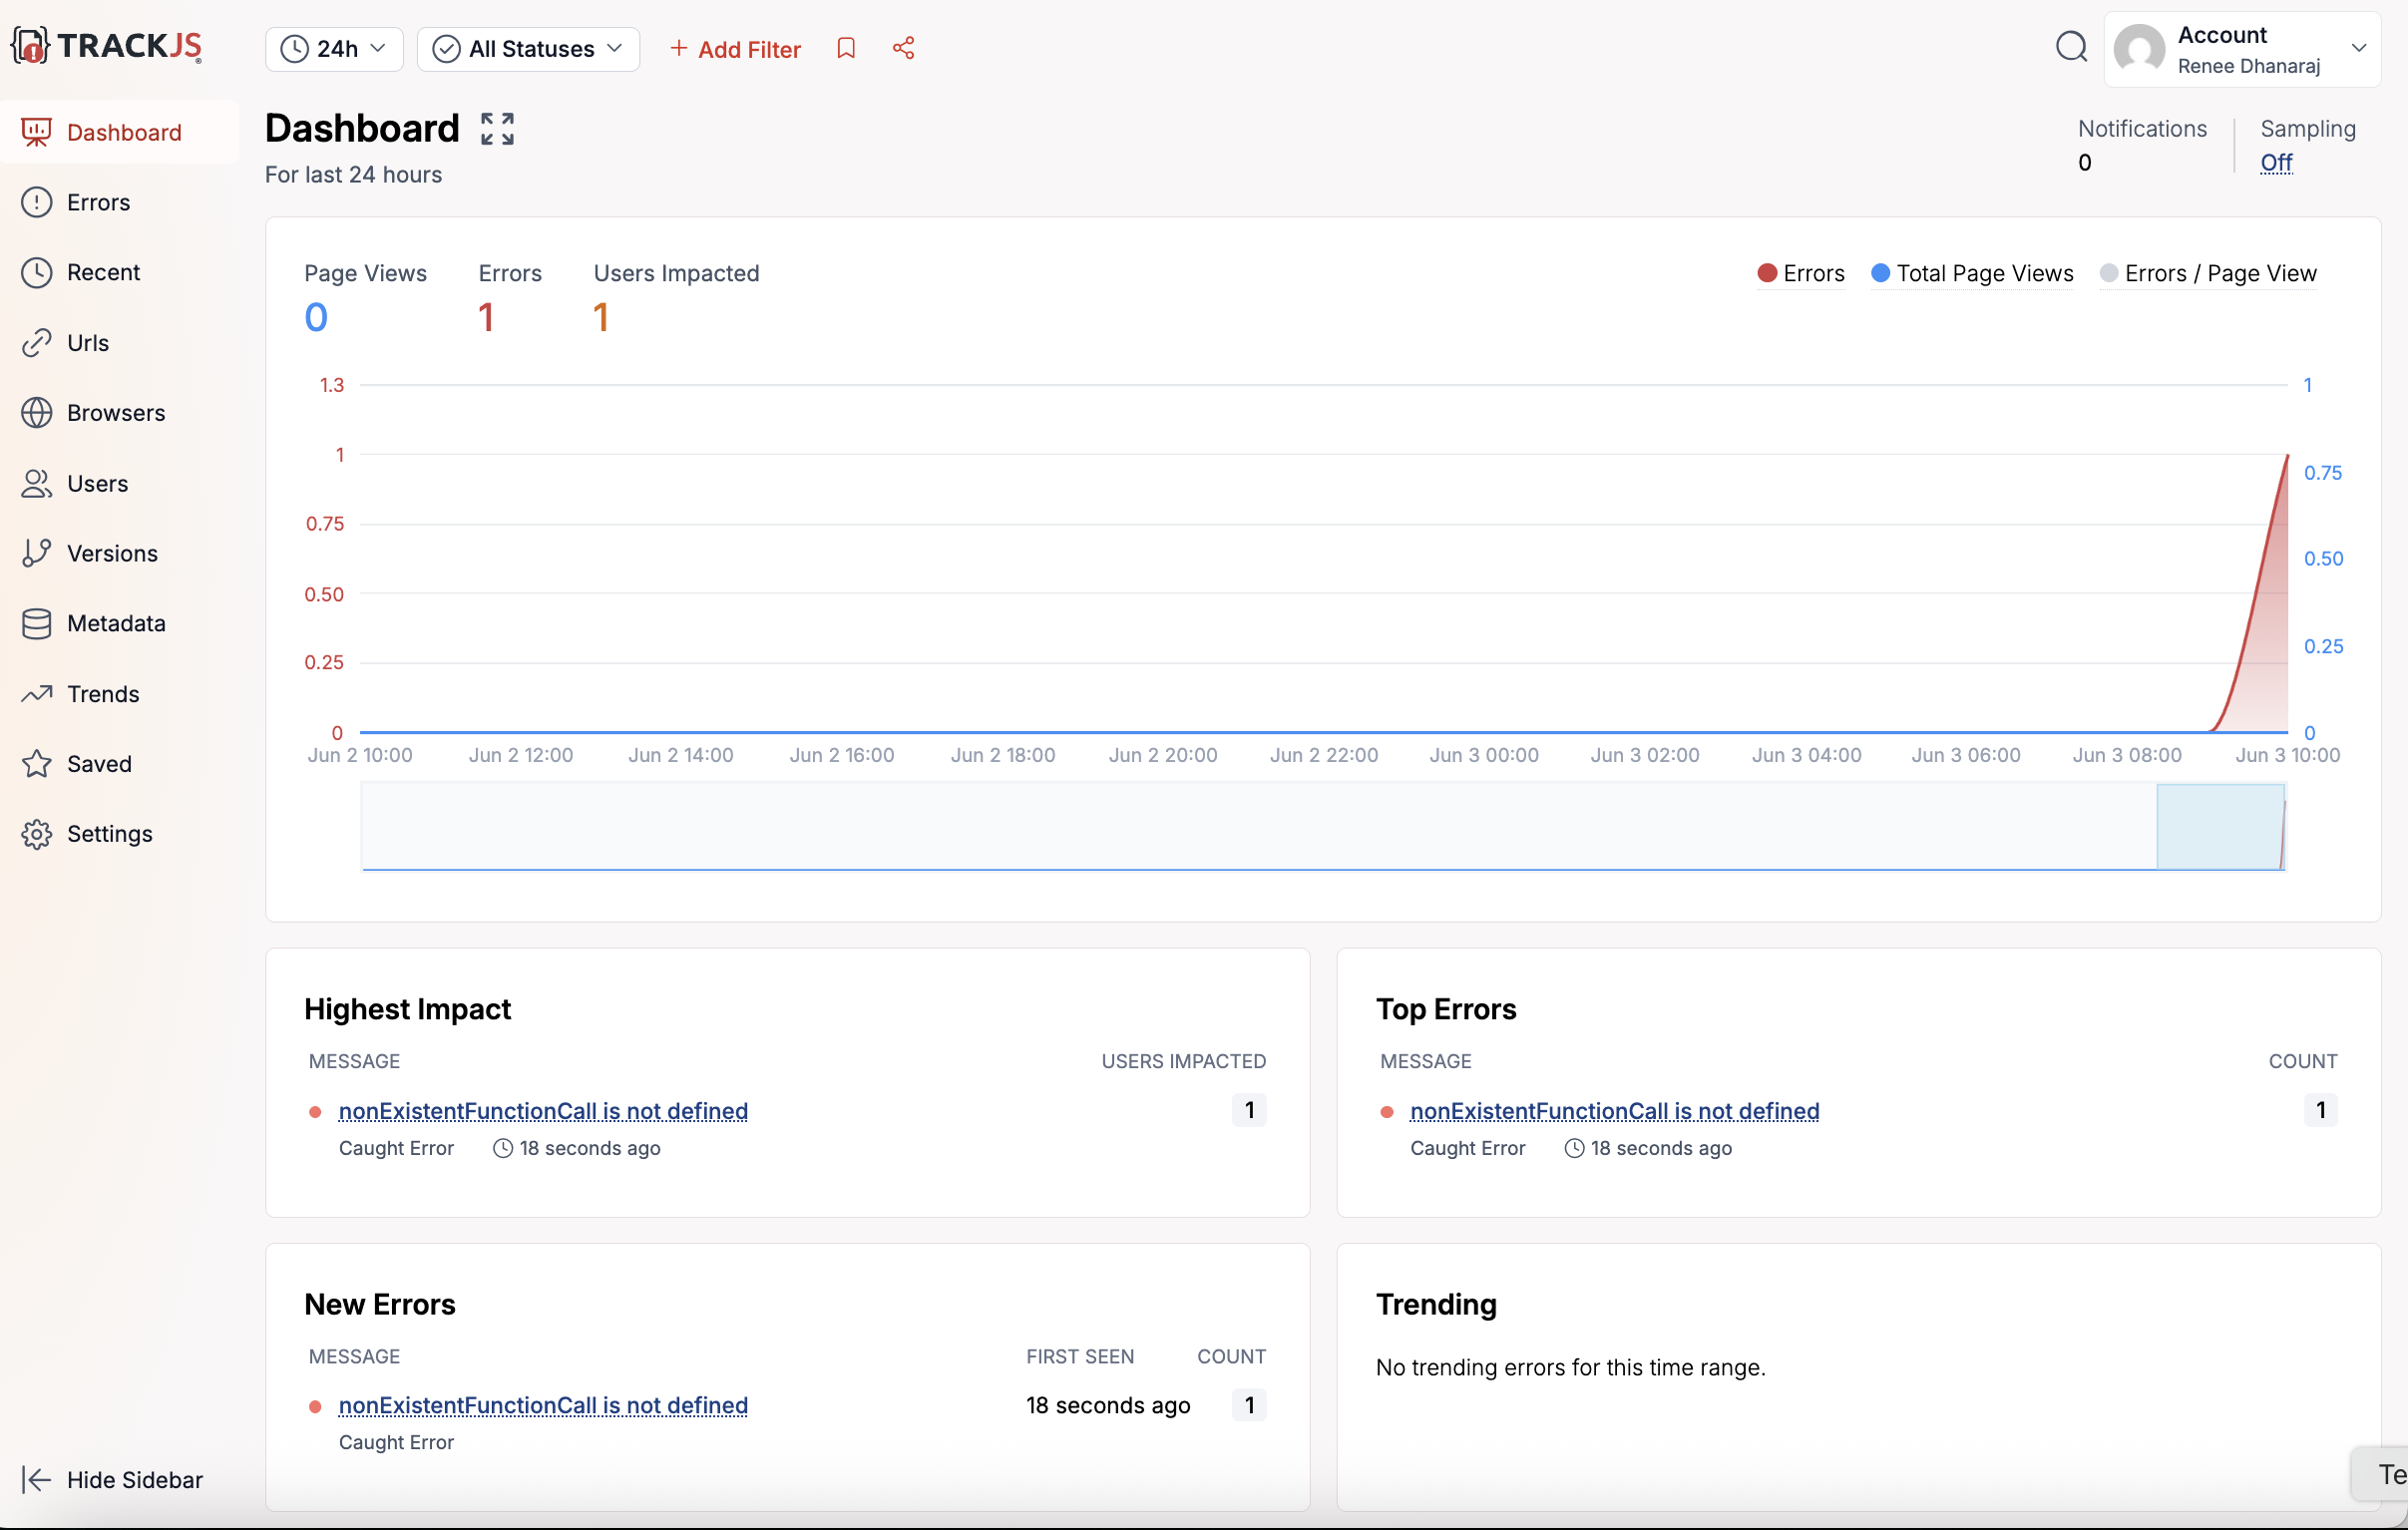 TRACKJS
24h
All Statuses
+ Add Filter
Account
Renee Dhanaraj
Dashboard
Errors
Recent
Urls
Browsers
Users
Versions
Metadata
Trends
Saved
Settings
Hide Sidebar
Dashboard
For last 24 hours
Notifications
0
Sampling
Off
Page Views
0
Errors
1
Users Impacted
1
Errors
Total Page Views
Errors / Page View
1.3
1
0.75
0.50
0.25
0
1
0.75
0.50
0.25
0
Jun 2 10:00
Jun 2 12:00
Jun 2 14:00
Jun 2 16:00
Jun 2 18:00
Jun 2 20:00
Jun 2 22:00
Jun 3 00:00
Jun 3 02:00
Jun 3 04:00
Jun 3 06:00
Jun 3 08:00
Jun 3 10:00
Highest Impact
MESSAGE USERS IMPACTED
nonExistentFunctionCall is not defined 1
Caught Error 18 seconds ago
Top Errors
MESSAGE COUNT
nonExistentFunctionCall is not defined 1
Caught Error 18 seconds ago
New Errors
MESSAGE FIRST SEEN COUNT
nonExistentFunctionCall is not defined 18 seconds ago 1
Caught Error
Trending
No trending errors for this time range.
Te